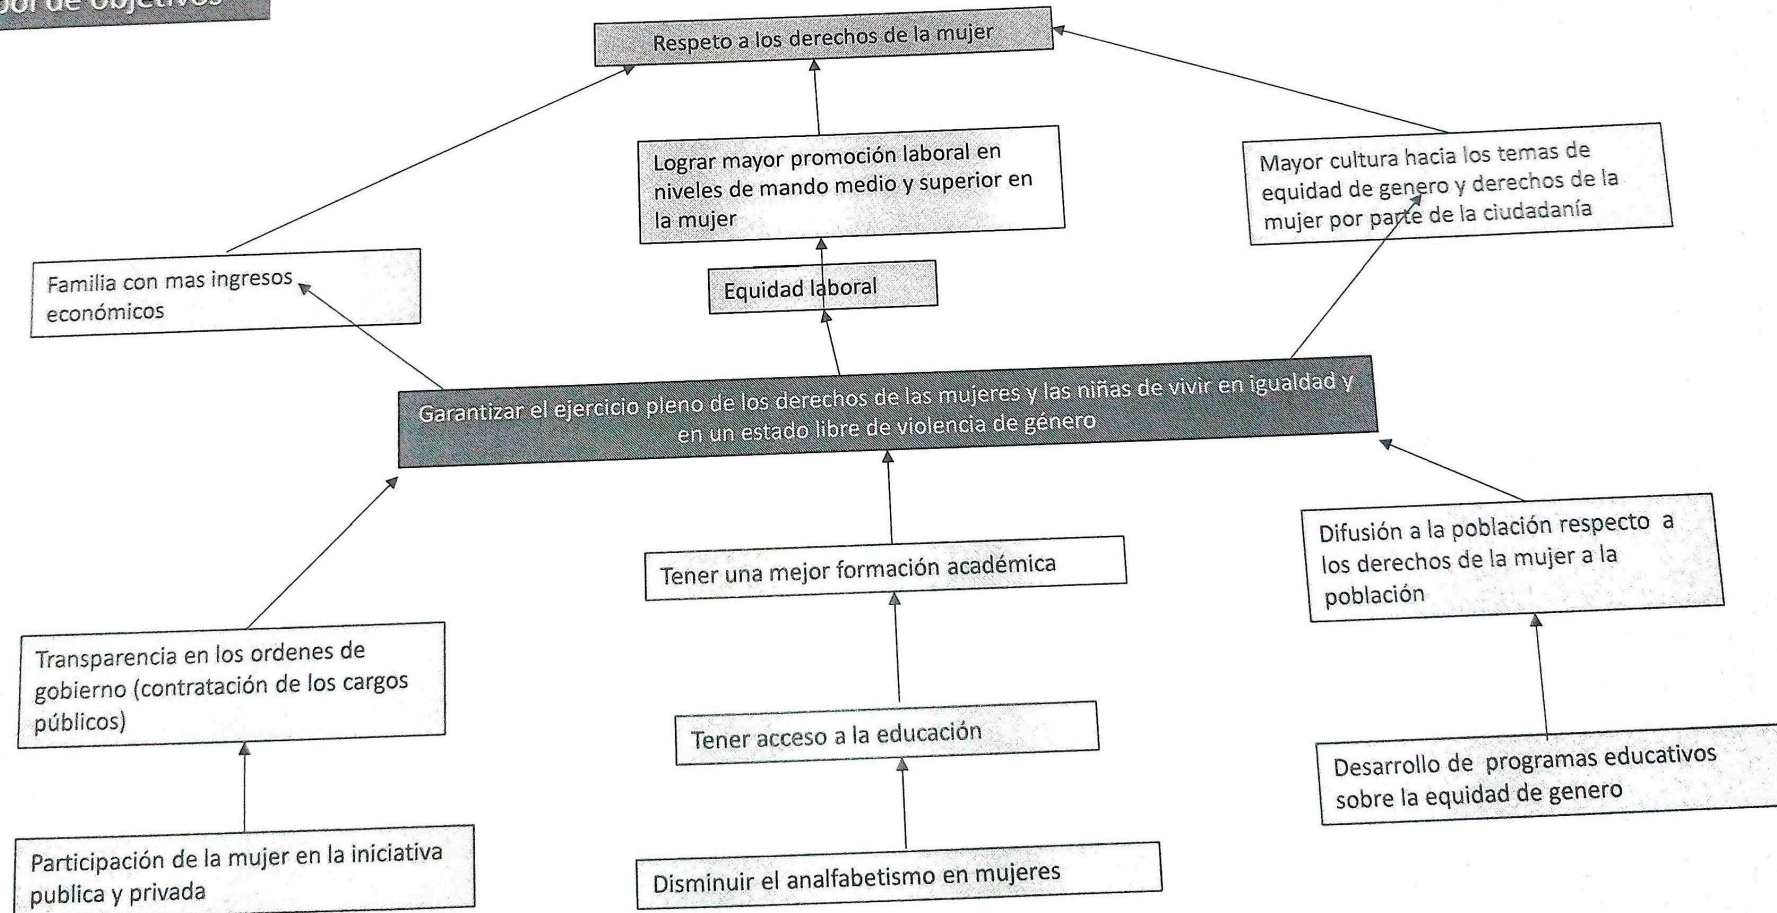 de objetivos
Respeto a los derechos de la mujer
Lograr mayor promoción laboral en
niveles de mando medio y superior en
la mujer
Mayor cultura hacia los temas de
equidad de genero y derechos de la
mujer por parte de la ciudadanía
Familia con mas ingresos
económicos
Equidad laboral
Garantizar el ejercicio pleno de los derechos de las mujeres y las niñas de vivir en igualdad y
en un estado libre de violencia de género
Difusión a la población respecto a
los derechos de la mujer a la
población
Tener una mejor formación académica
Transparencia en los ordenes de
gobierno (contratación de los cargos
públicos)
Tener acceso a la educación
Desarrollo de programas educativos
sobre la equidad de genero
Participación de la mujer en la iniciativa
publica y privada
Disminuir el analfabetismo en mujeres